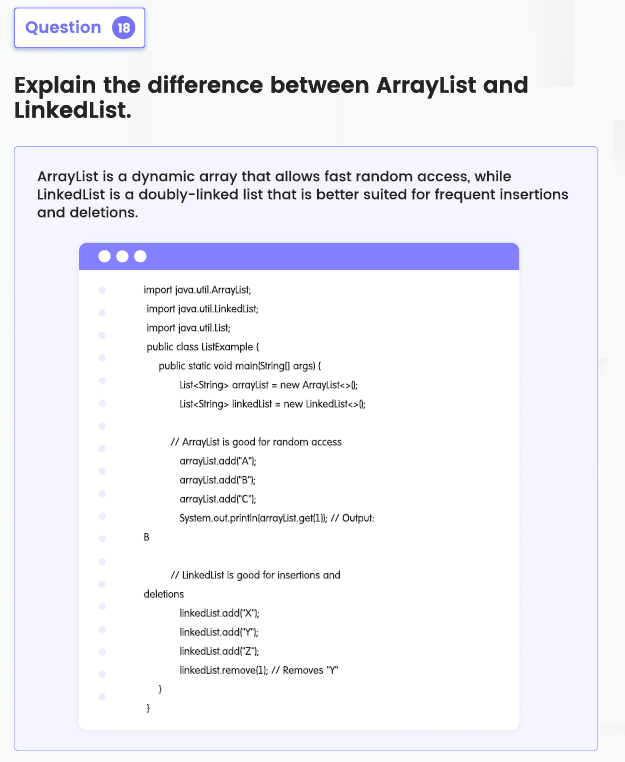 Question 18
Explain the difference between ArrayList and
LinkedList.
ArrayList is a dynamic array that allows fast random access, while
LinkedList is a doubly-linked list that is better suited for frequent insertions
and deletions.
import java.util.ArrayList;
import java.util.LinkedList;
import java.util.List;
public class ListExample {
public static void main(String[] args) {
List<String> arrayList = new ArrayList<>();
List<String> linkedList = new LinkedList<>();
// ArrayList is good for random access
arrayList.add("A");
arrayList.add("B");
arrayList.add("C");
System.out.println(arrayList.get(1)); // Output:
B
// LinkedList is good for insertions and
deletions
linkedList.add("X");
linkedList.add("Y");
linkedList.add("Z");
linkedList.remove(1); // Removes "Y"
}
}